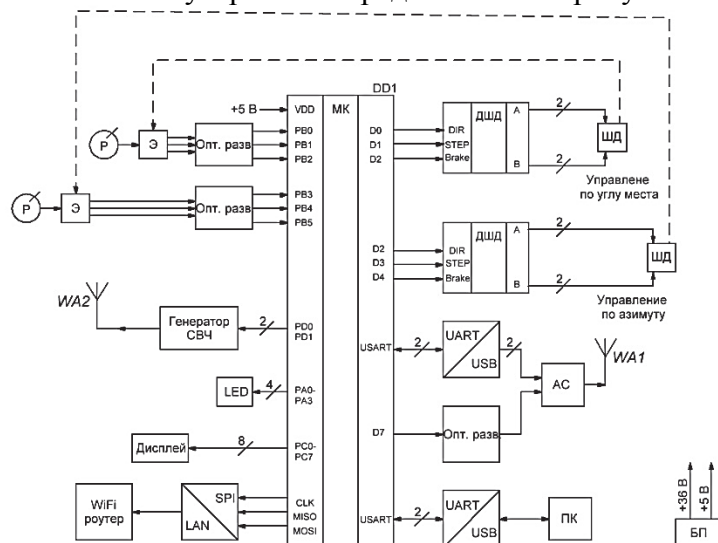 +5 В
VDD
МК
DD1
PB0
PB1
PB2
Р
Э
Опт. разв
D0
D1
D2
DIR
STEP
Brake
ДШД
A
B
2
2
ШД
Управлене
по углу места
Р
Э
Опт. разв
PB3
PB4
PB5
D2
D3
D4
DIR
STEP
Brake
ДШД
A
B
2
2
ШД
Управление
по азимуту
WA2
Генератор
СВЧ
2
PD0
PD1
USART
2
UART
USB
2
АС
WA1
LED
4
PA0-
PA3
D7
Опт. разв
Дисплей
8
PC0-
PC7
WiFi
роутер
SPI
LAN
CLK
MISO
MOSI
USART
2
UART
USB
ПК
+36 В
+5 В
БП